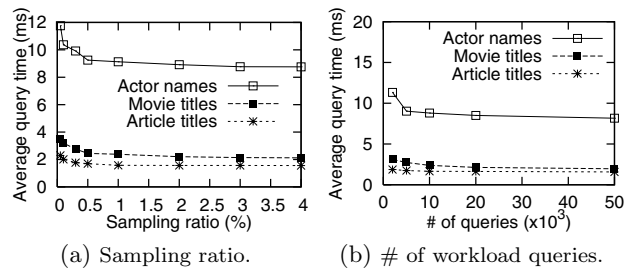 Average query time (ms)
12
10
8
6
4
2
0
Actor names
Movie titles
Article titles
0 0.5 1 1.5 2 2.5 3 3.5 4
Sampling ratio (%)
(a) Sampling ratio.
Average query time (ms)
20
15
10
5
0
Actor names
Movie titles
Article titles
0 10 20 30 40 50
# of queries (x10³)
(b) # of workload queries.